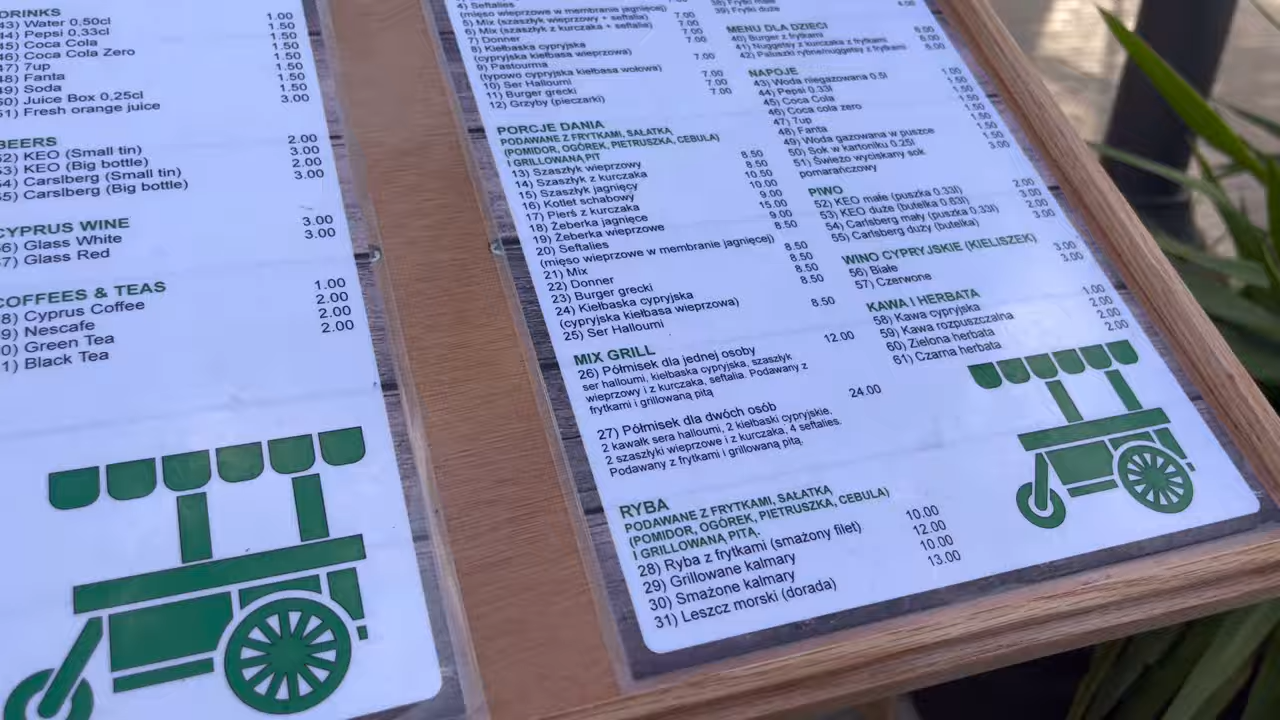 DRINKS
43) Water 0,50cl 1.00
44) Pepsi 0,33cl 1.50
45) Coca Cola 1.50
46) Coca Cola Zero 1.50
47) 7up 1.50
48) Fanta 1.50
49) Soda 1.50
50) Juice Box 0,25cl 1.50
51) Fresh orange juice 3.00
BEERS
52) KEO (Small tin) 2.00
53) KEO (Big bottle) 3.00
54) Carslberg (Small tin) 2.00
55) Carslberg (Big bottle) 3.00
CYPRUS WINE
56) Glass White 3.00
57) Glass Red 3.00
COFFEES & TEAS
58) Cyprus Coffee 1.00
59) Nescafe 2.00
60) Green Tea 2.00
61) Black Tea 2.00
(mięso wieprzowe w membranie jagnięcej)
5) Mix (szaszłyk wieprzowy + seftalia) 7.00
6) Mix (szaszłyk z kurczaka + seftalia) 7.00
7) Donner 7.00
8) Kiełbaska cypryjska
(cypryjska kiełbasa wieprzowa) 7.00
9) Pastourma
(typowo cypryjska kiełbasa wołowa) 7.00
10) Ser Halloumi 7.00
11) Burger grecki 7.00
12) Grzyby (pieczarki)
PORCJE DANIA
PODAWANE Z FRYTKAMI, SAŁATKĄ
(POMIDOR, OGÓREK, PIETRUSZKA, CEBULA)
I GRILLOWANĄ PIT
13) Szaszłyk wieprzowy 8.50
14) Szaszłyk z kurczaka 8.50
15) Szaszłyk jagnięcy 10.50
16) Kotlet schabowy 10.00
17) Pierś z kurczaka 9.00
18) Żeberka jagnięce 15.00
19) Żeberka wieprzowe 9.00
20) Seftalies 8.50
(mięso wieprzowe w membranie jagnięcej)
21) Mix 8.50
22) Donner 8.50
23) Burger grecki 8.50
24) Kiełbaska cypryjska 8.50
(cypryjska kiełbasa wieprzowa)
25) Ser Halloumi 8.50
MIX GRILL
26) Półmisek dla jednej osoby 12.00
ser halloumi, kiełbaska cypryjska, szaszłyk
wieprzowy i z kurczaka, seftalia. Podawany z
frytkami i grillowaną pitą
27) Półmisek dla dwóch osób 24.00
2 kawałk sera halloumi, 2 kiełbaski cypryjskie,
2 szaszłyki wieprzowe i z kurczaka, 4 seftalies.
Podawany z frytkami i grillowaną pitą.
RYBA
PODAWANE Z FRYTKAMI, SAŁATKĄ
(POMIDOR, OGÓREK, PIETRUSZKA, CEBULA)
I GRILLOWANĄ PITĄ.
28) Ryba z frytkami (smażony filet) 10.00
29) Grillowane kalmary 12.00
30) Smażone kalmary 10.00
31) Leszcz morski (dorada) 13.00
39) Frytki duże
MENU DLA DZIECI
40) Burger z frytkami 6.00
41) Nuggetsy z kurczaka z frytkami 6.00
42) Paluszki rybne/nuggetsy z frytkami 6.00
NAPOJE
43) Woda niegazowana 0.5l 1.00
44) Pepsi 0.33l 1.50
45) Coca Cola 1.50
46) Coca cola zero 1.50
47) 7up 1.50
48) Fanta 1.50
49) Woda gazowana w puszce 1.50
50) Sok w kartoniku 0.25l 1.50
51) Świeżo wyciskany sok 3.00
pomarańczowy
PIWO
52) KEO małe (puszka 0.33l) 2.00
53) KEO duże (butelka 0.63l) 3.00
54) Carlsberg mały (puszka 0.33l) 2.00
55) Carlsberg duży (butelka) 3.00
WINO CYPRYJSKIE (KIELISZEK)
56) Białe 3.00
57) Czerwone 3.00
KAWA I HERBATA
58) Kawa cypryjska 1.00
59) Kawa rozpuszczalna 2.00
60) Zielona herbata 2.00
61) Czarna herbata 2.00